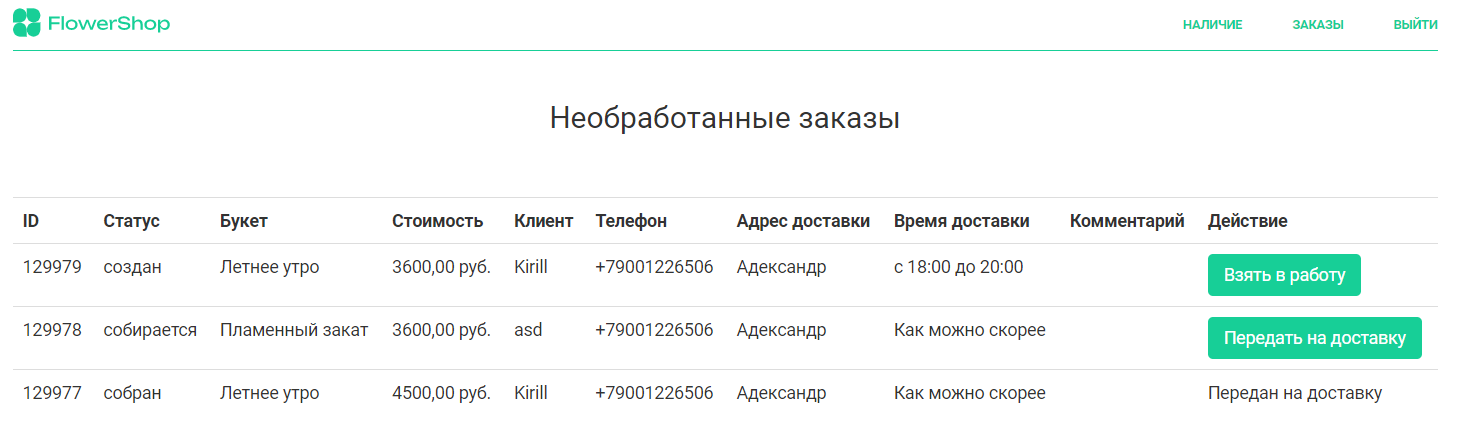 FlowerShop НАЛИЧИЕ ЗАКАЗЫ ВЫЙТИ
Необработанные заказы
ID Статус Букет Стоимость Клиент Телефон Адрес доставки Время доставки Комментарий Действие
129979 создан Летнее утро 3600,00 руб. Kirill +79001226506 Адександр с 18:00 до 20:00 Взять в работу
129978 собирается Пламенный закат 3600,00 руб. asd +79001226506 Адександр Как можно скорее Передать на доставку
129977 собран Летнее утро 4500,00 руб. Kirill +79001226506 Адександр Как можно скорее Передан на доставку